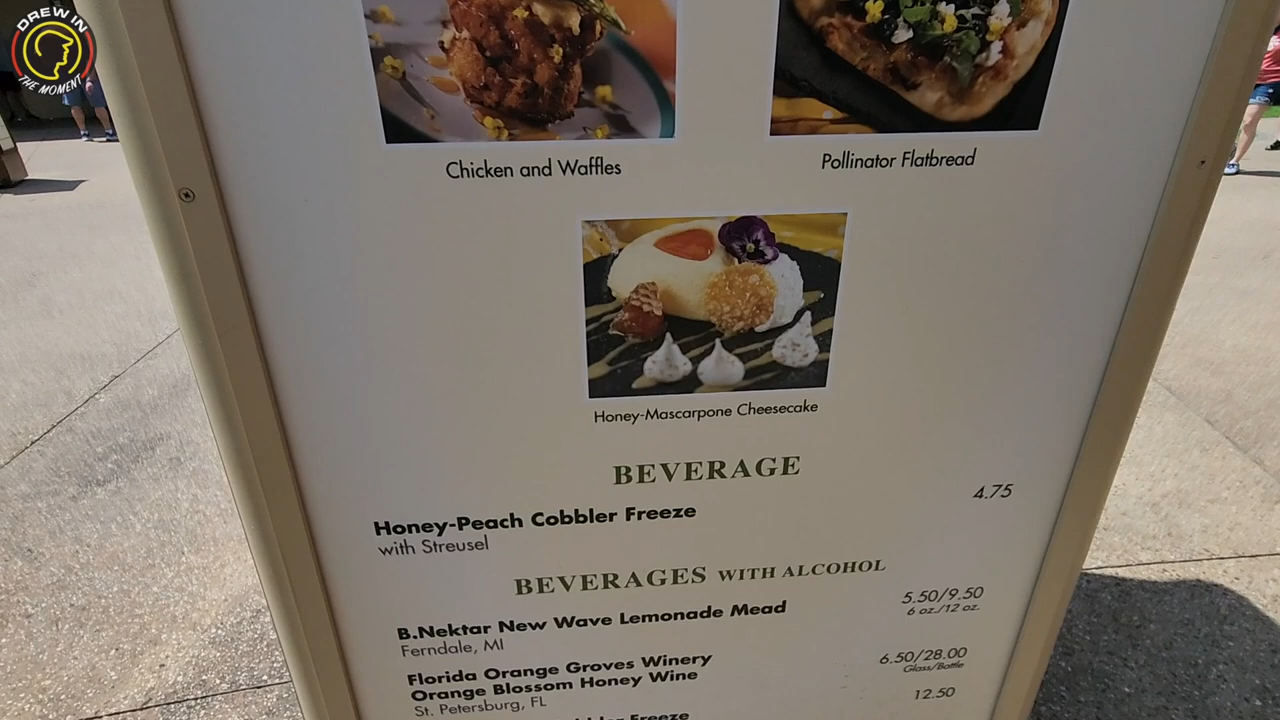 DREW IN
THE MOMENT
Chicken and Waffles
Pollinator Flatbread
Honey-Mascarpone Cheesecake
BEVERAGE
Honey-Peach Cobbler Freeze 4.75
with Streusel
BEVERAGES WITH ALCOHOL
B.Nektar New Wave Lemonade Mead 5.50/9.50
Ferndale, MI 6 oz./12 oz.
Florida Orange Groves Winery 6.50/28.00
Orange Blossom Honey Wine Glass/Bottle
St. Petersburg, FL 12.50
Freeze